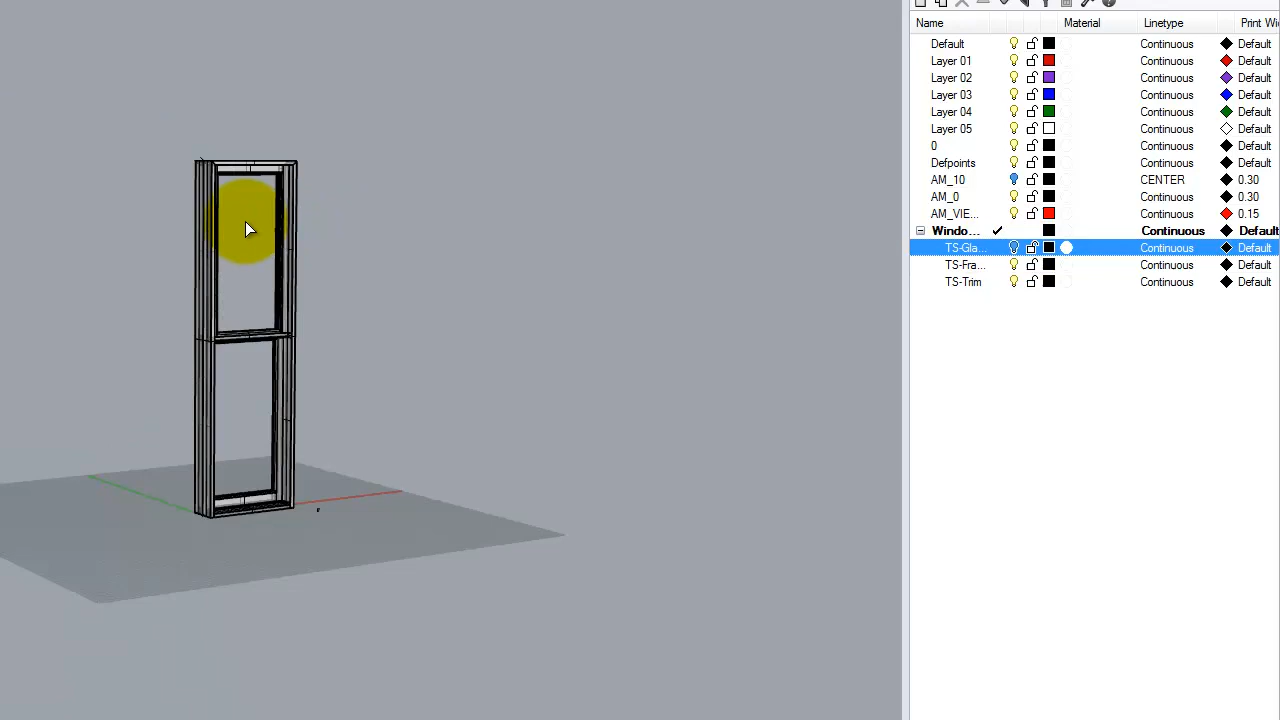 Name Material Linetype Print Wi
Default Continuous Default
Layer 01 Continuous Default
Layer 02 Continuous Default
Layer 03 Continuous Default
Layer 04 Continuous Default
Layer 05 Continuous Default
0 Continuous Default
Defpoints Continuous Default
AM_10 CENTER 0.30
AM_0 Continuous 0.30
AM_VIE... Continuous 0.15
Windo... Continuous Default
TS-Gla... Continuous Default
TS-Fra... Continuous Default
TS-Trim Continuous Default